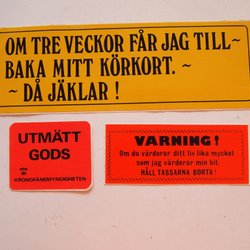 OM TRE VECKOR FÅR JAG TILL~
BAKA MITT KÖRKORT. ~
~ DÅ JÄKLAR !
UTMÄTT
GODS
KRONOFÅNEMYNDIGHETEN
VARNING!
Om du värderar ditt liv lika mycket
som jag värderar min bil.
HÅLL TASSARNA BORTA!